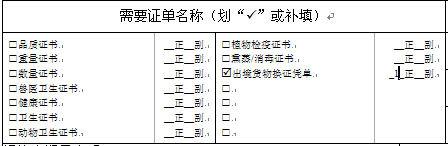 需要证单名称（划“✓”或补填）
□品质证书 __正__副
□重量证书 __正__副
□数量证书 __正__副
□兽医卫生证书 __正__副
□健康证书 __正__副
□卫生证书 __正__副
□动物卫生证书 __正__副
□植物检疫证书 __正__副
□熏蒸/消毒证书 __正__副
☑出境货物换证凭单 _1_正__副
□
□
□
□